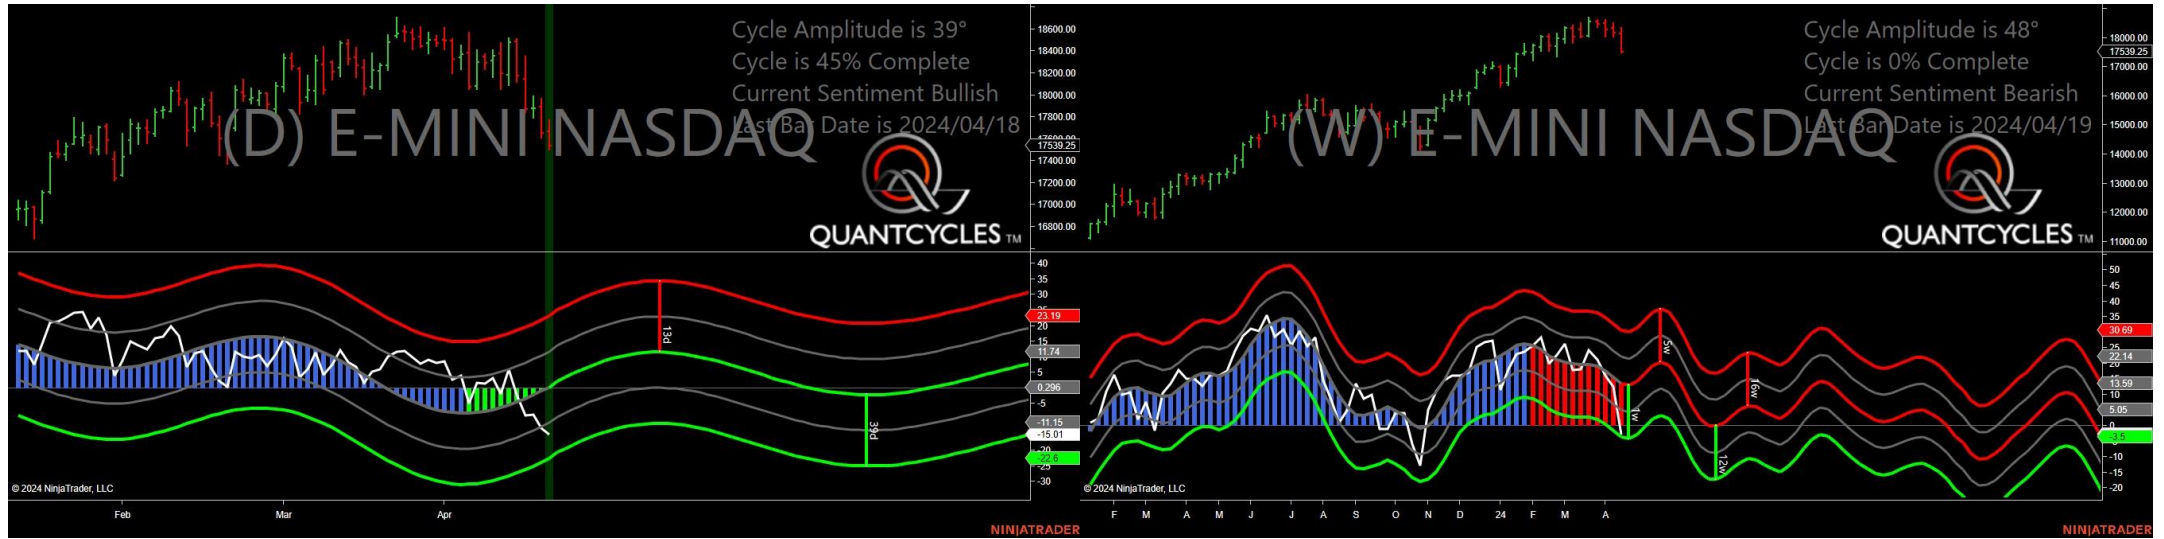 Cycle Amplitude is 39°
Cycle is 45% Complete
Current Sentiment Bullish
Last Bar Date is 2024/04/18
(D) E-MINI NASDAQ
QUANTCYCLES TM
18600.00
18400.00
18200.00
18000.00
17800.00
17539.25
17400.00
17200.00
17000.00
16800.00
40
35
30
23.19
20
15
11.74
5
0.296
-5
-11.15
-15.01
-22.6
-25
-30
13d
39d
© 2024 NinjaTrader, LLC
Feb Mar Apr
NINJATRADER
Cycle Amplitude is 48°
Cycle is 0% Complete
Current Sentiment Bearish
Last Bar Date is 2024/04/19
(W) E-MINI NASDAQ
QUANTCYCLES TM
18000.00
17539.25
17000.00
16000.00
15000.00
14000.00
13000.00
12000.00
11000.00
50
45
40
35
30.69
25
22.14
13.59
5.05
0
-3.5
-10
-15
-20
5w
16w
1w
12w
© 2024 NinjaTrader, LLC
F M A M J J A S O N D 24 F M A
NINJATRADER